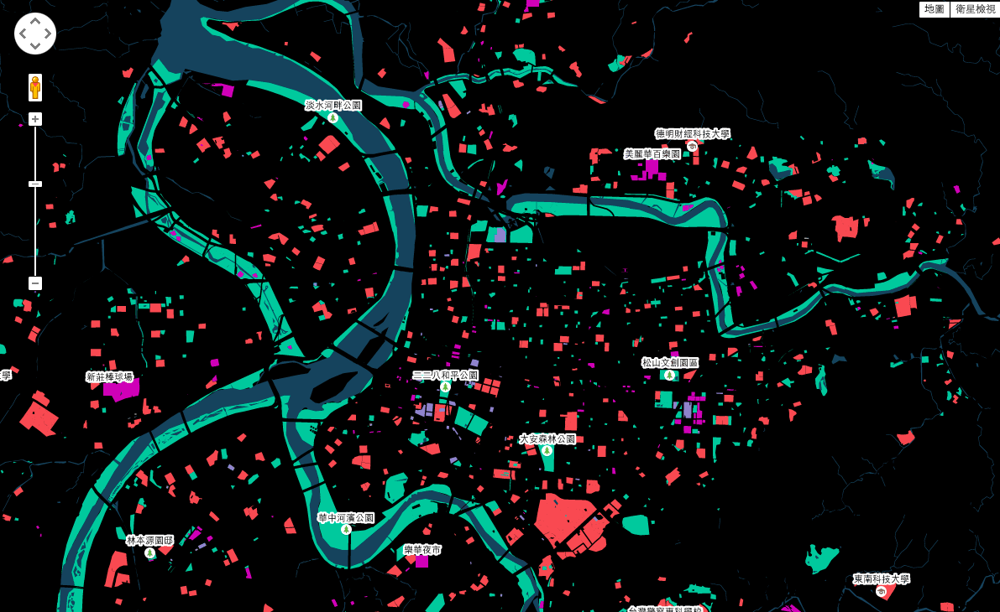 地圖
衛星檢視
淡水河畔公園
德明財經科技大學
美麗華百樂園
松山文創園區
二二八和平公園
新莊棒球場
大安森林公園
華中河濱公園
林本源園邸
樂華夜市
東南科技大學